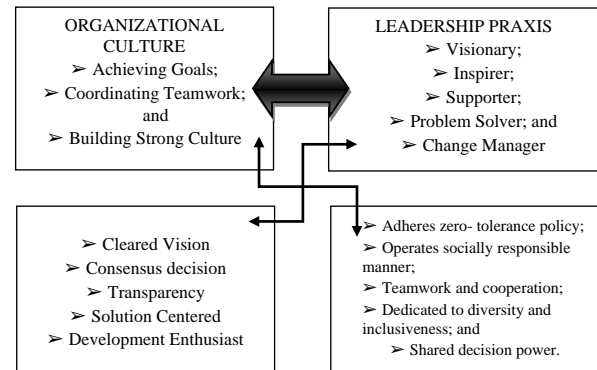 ORGANIZATIONAL
CULTURE
➢ Achieving Goals;
➢ Coordinating Teamwork;
and
➢ Building Strong Culture
LEADERSHIP PRAXIS
➢ Visionary;
➢ Inspirer;
➢ Supporter;
➢ Problem Solver; and
➢ Change Manager
➢ Cleared Vision
➢ Consensus decision
➢ Transparency
➢ Solution Centered
➢ Development Enthusiast
➢ Adheres zero- tolerance policy;
➢ Operates socially responsible
manner;
➢ Teamwork and cooperation;
➢ Dedicated to diversity and
inclusiveness; and
➢ Shared decision power.